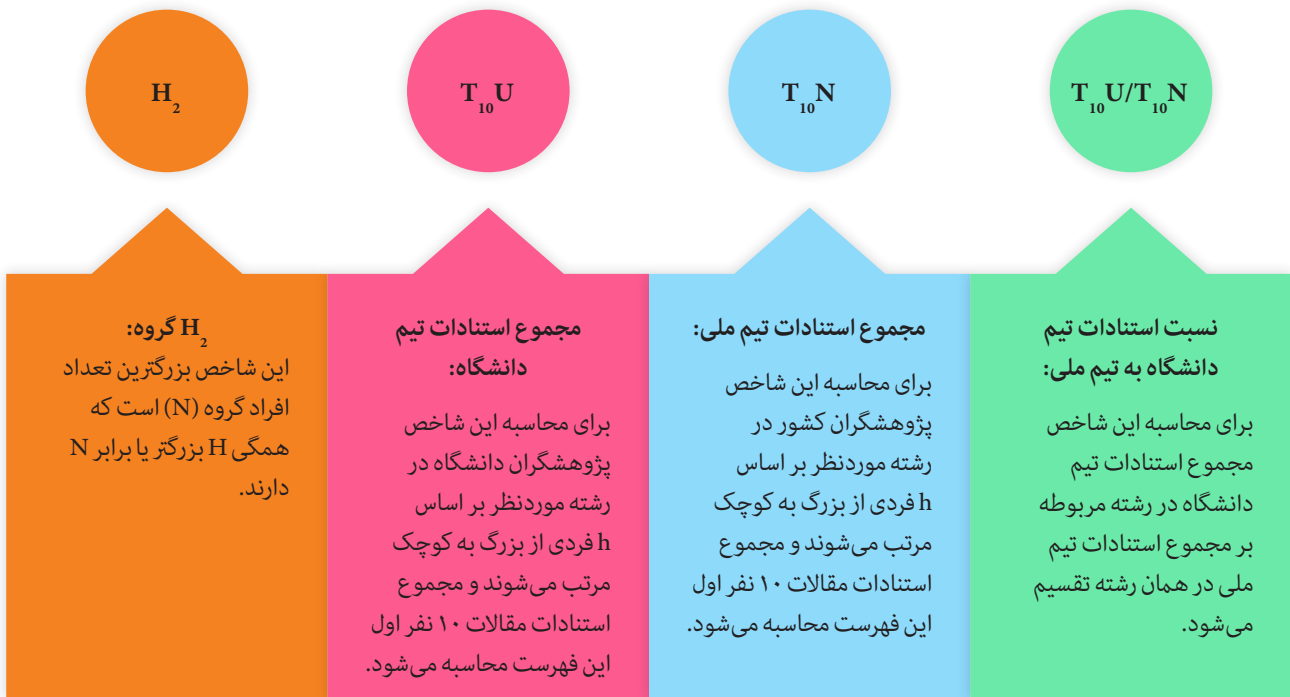 T₁₀U/T₁₀N
نسبت استنادات تیم
دانشگاه به تیم ملی:
برای محاسبه این شاخص
مجموع استنادات تیم
دانشگاه در رشته مربوطه
بر مجموع استنادات تیم
ملی در همان رشته تقسیم
می‌شود.
T₁₀N
مجموع استنادات تیم ملی:
برای محاسبه این شاخص
پژوهشگران کشور در
رشته موردنظر بر اساس
h فردی از بزرگ به کوچک
مرتب می‌شوند و مجموع
استنادات مقالات ۱۰ نفر اول
این فهرست محاسبه می‌شود.
T₁₀U
مجموع استنادات تیم
دانشگاه:
برای محاسبه این شاخص
پژوهشگران دانشگاه در
رشته موردنظر بر اساس
h فردی از بزرگ به کوچک
مرتب می‌شوند و مجموع
استنادات مقالات ۱۰ نفر اول
این فهرست محاسبه می‌شود.
H₂
H₂ گروه:
این شاخص بزرگترین تعداد
افراد گروه (N) است که
همگی H بزرگتر یا برابر N
دارند.